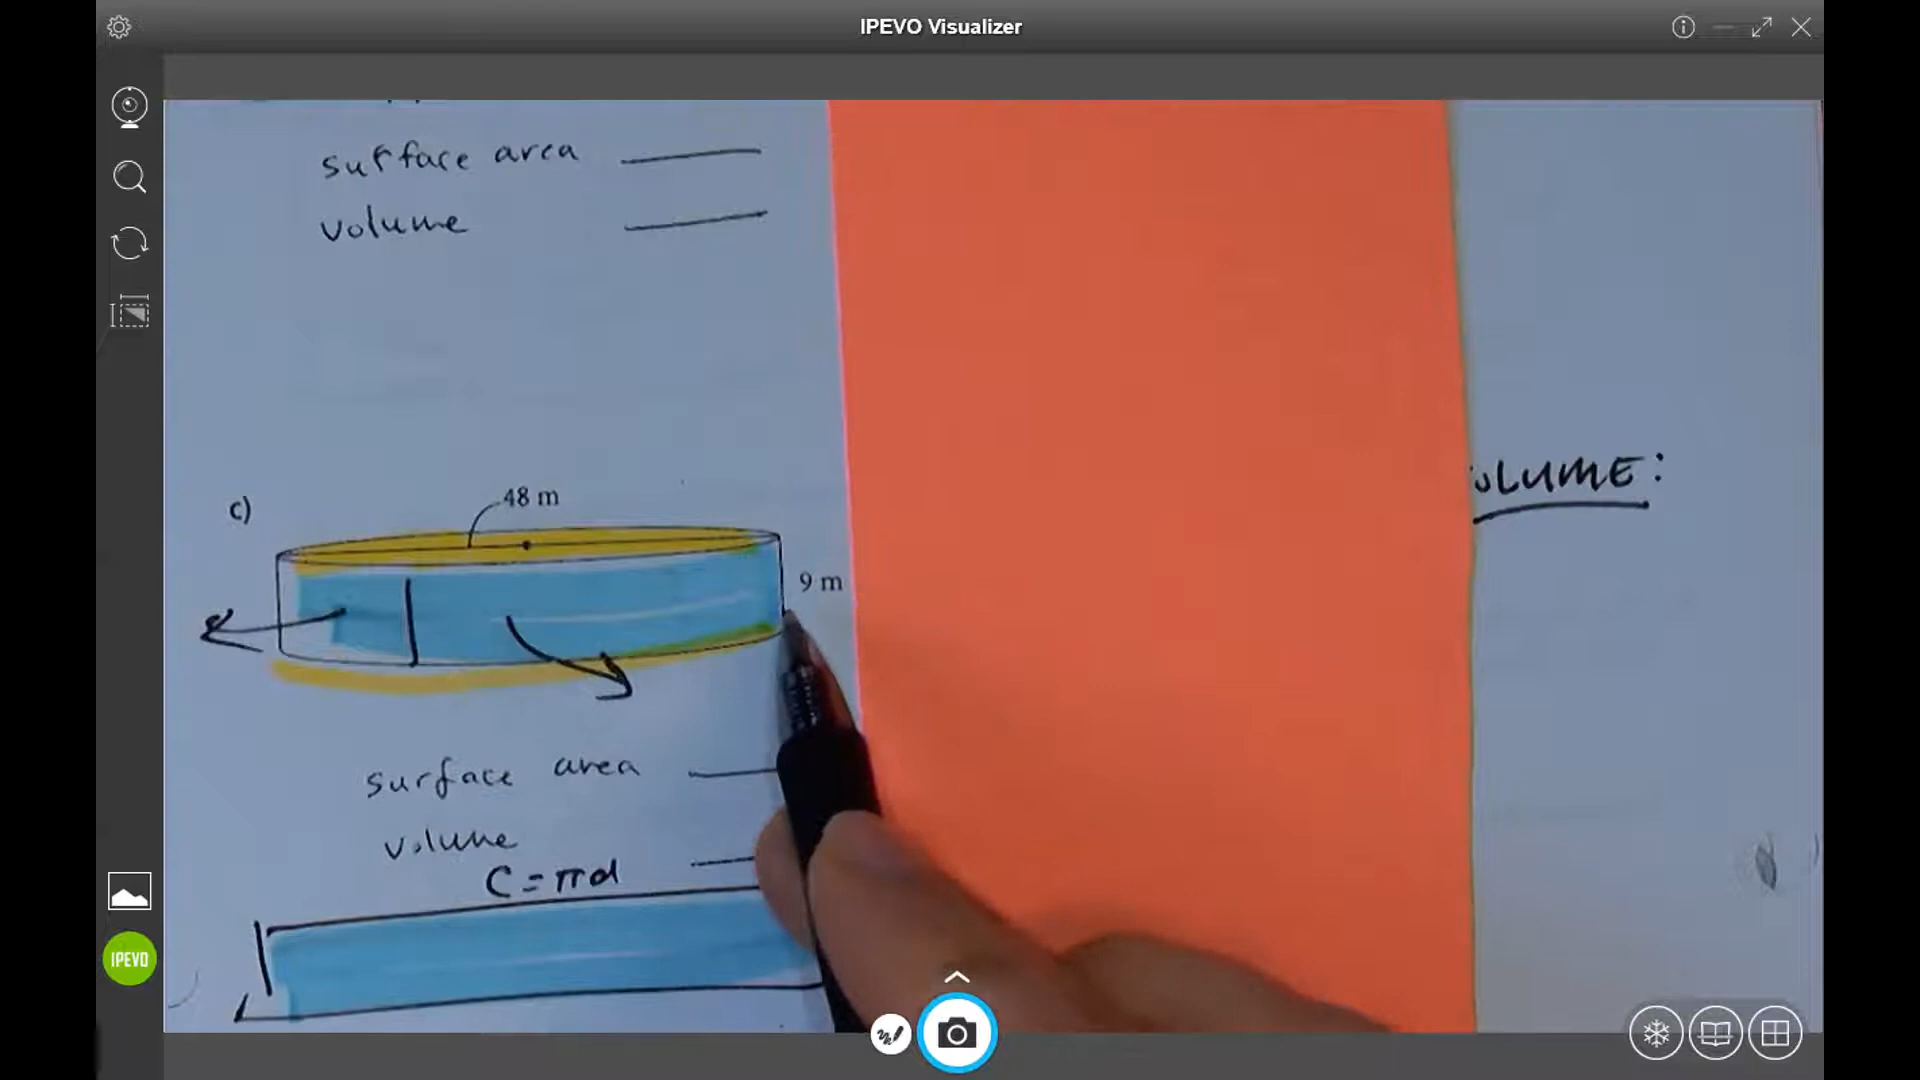 IPEVO Visualizer
surface area
volume
c)
48 m
9 m
OLUME:
surface area
volume
C = πd
IPEVO